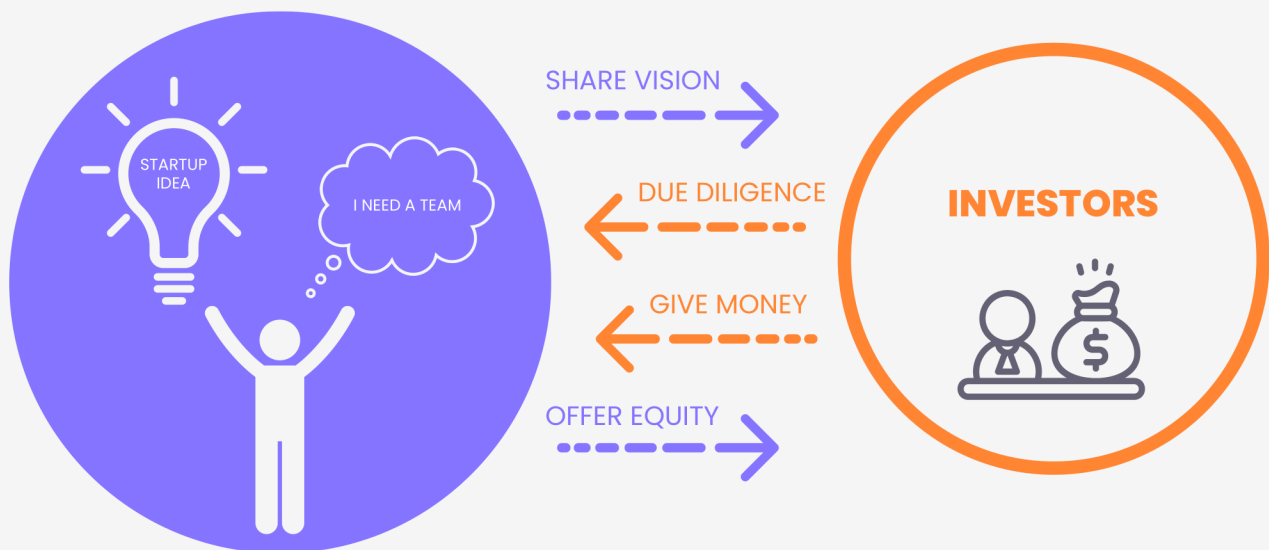 STARTUP
IDEA
I NEED A TEAM
SHARE VISION
DUE DILIGENCE
GIVE MONEY
OFFER EQUITY
INVESTORS
$